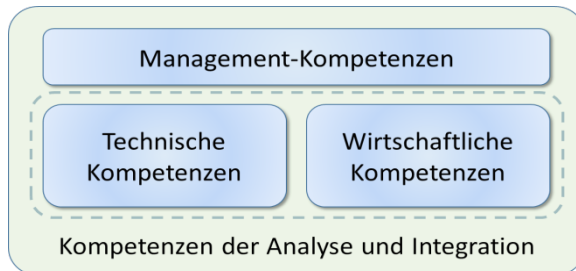 Management-Kompetenzen
Technische
Kompetenzen
Wirtschaftliche
Kompetenzen
Kompetenzen der Analyse und Integration